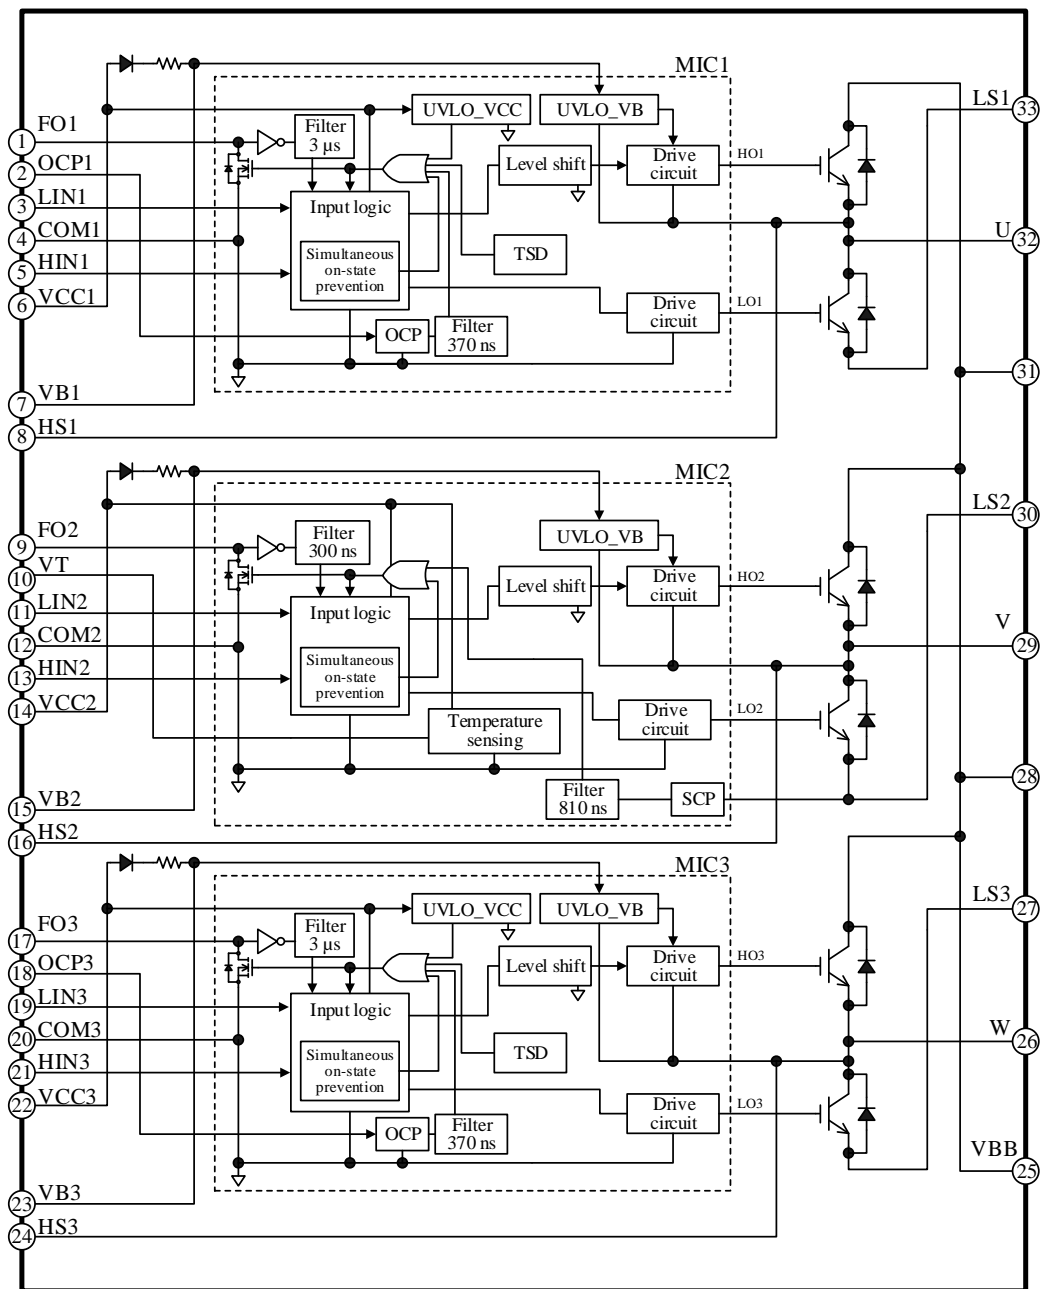 MIC1
1 FO1
2 OCP1
3 LIN1
4 COM1
5 HIN1
6 VCC1
7 VB1
8 HS1
Filter
3 µs
UVLO_VCC
UVLO_VB
Level shift
Drive
circuit
HO1
Input logic
Simultaneous
on-state
prevention
TSD
OCP
Filter
370 ns
Drive
circuit
LO1
LS1 33
U 32
31
MIC2
9 FO2
10 VT
11 LIN2
12 COM2
13 HIN2
14 VCC2
15 VB2
16 HS2
Filter
300 ns
UVLO_VB
Level shift
Drive
circuit
HO2
Input logic
Simultaneous
on-state
prevention
Temperature
sensing
Drive
circuit
LO2
Filter
810 ns
SCP
LS2 30
V 29
28
MIC3
17 FO3
18 OCP3
19 LIN3
20 COM3
21 HIN3
22 VCC3
23 VB3
24 HS3
Filter
3 µs
UVLO_VCC
UVLO_VB
Level shift
Drive
circuit
HO3
Input logic
Simultaneous
on-state
prevention
TSD
OCP
Filter
370 ns
Drive
circuit
LO3
LS3 27
W 26
VBB 25